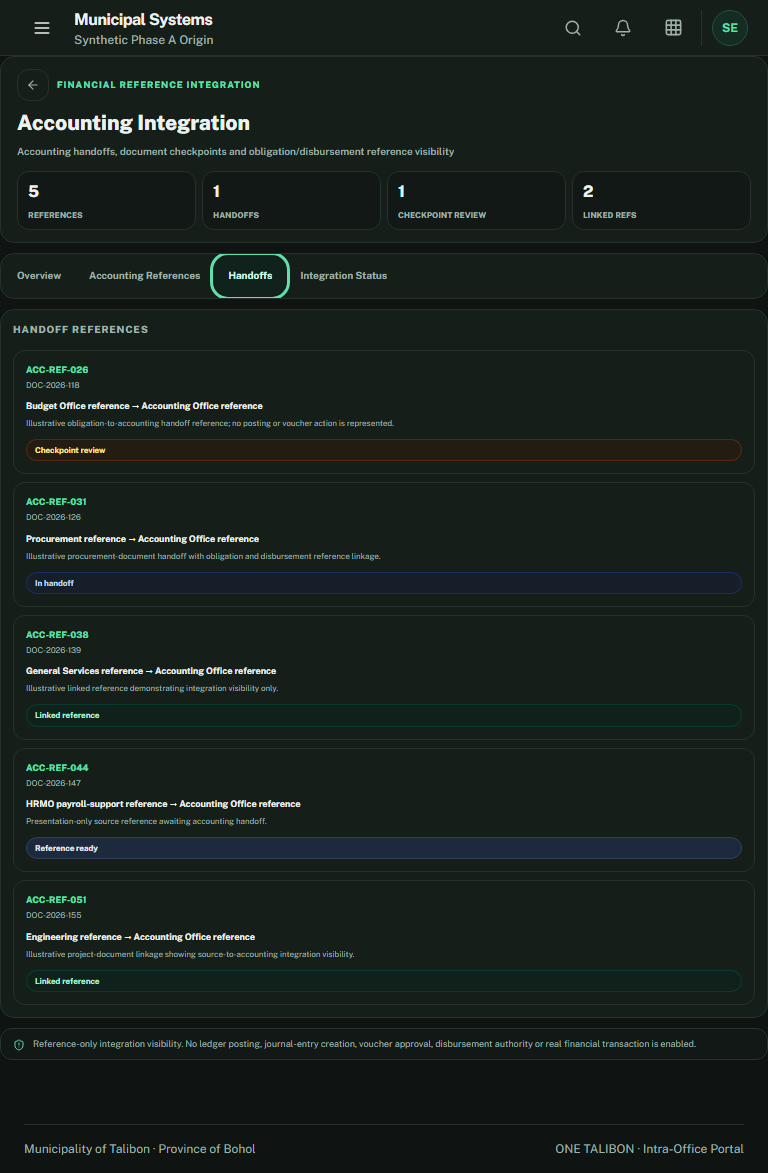 Municipal Systems
Synthetic Phase A Origin
SE
FINANCIAL REFERENCE INTEGRATION
Accounting Integration
Accounting handoffs, document checkpoints and obligation/disbursement reference visibility
5
REFERENCES
1
HANDOFFS
1
CHECKPOINT REVIEW
2
LINKED REFS
Overview
Accounting References
Handoffs
Integration Status
HANDOFF REFERENCES
ACC-REF-026
DOC-2026-118
Budget Office reference → Accounting Office reference
Illustrative obligation-to-accounting handoff reference; no posting or voucher action is represented.
Checkpoint review
ACC-REF-031
DOC-2026-126
Procurement reference → Accounting Office reference
Illustrative procurement-document handoff with obligation and disbursement reference linkage.
In handoff
ACC-REF-038
DOC-2026-139
General Services reference → Accounting Office reference
Illustrative linked reference demonstrating integration visibility only.
Linked reference
ACC-REF-044
DOC-2026-147
HRMO payroll-support reference → Accounting Office reference
Presentation-only source reference awaiting accounting handoff.
Reference ready
ACC-REF-051
DOC-2026-155
Engineering reference → Accounting Office reference
Illustrative project-document linkage showing source-to-accounting integration visibility.
Linked reference
Reference-only integration visibility. No ledger posting, journal-entry creation, voucher approval, disbursement authority or real financial transaction is enabled.
Municipality of Talibon · Province of Bohol
ONE TALIBON · Intra-Office Portal